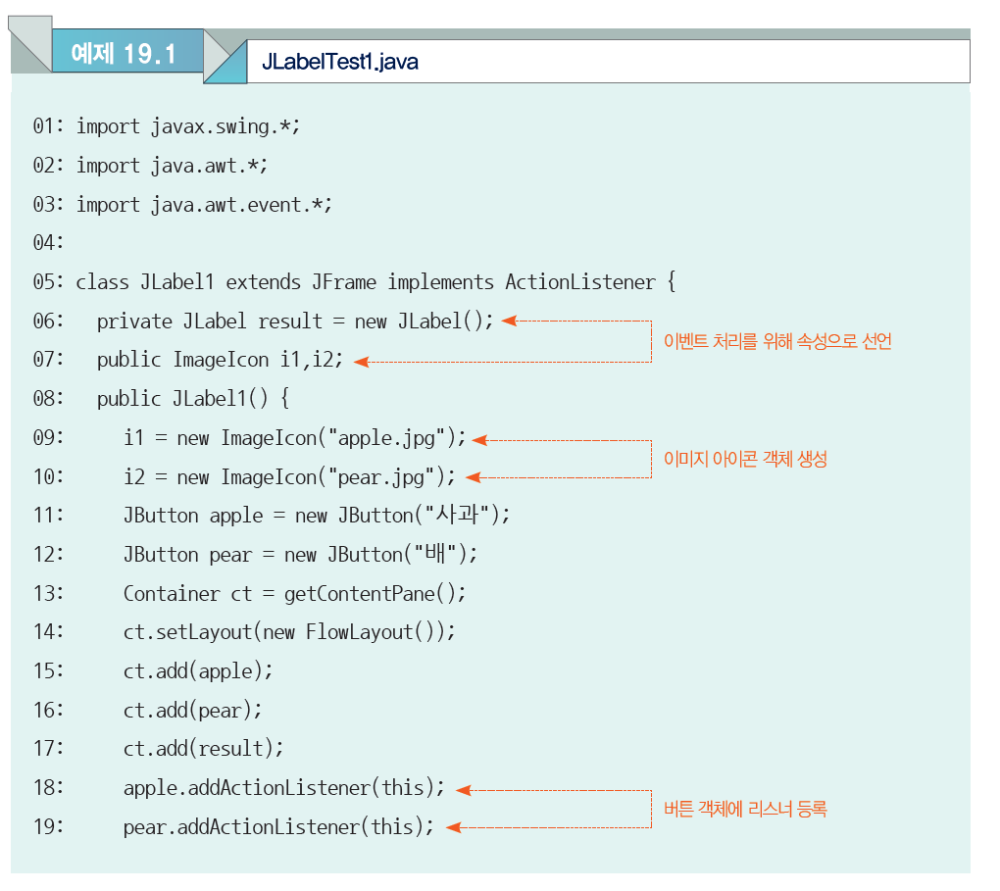 예제 19.1
JLabelTest1.java
01: import javax.swing.*;
02: import java.awt.*;
03: import java.awt.event.*;
04:
05: class JLabel1 extends JFrame implements ActionListener {
06: private JLabel result = new JLabel();
이벤트 처리를 위해 속성으로 선언
07: public ImageIcon i1,i2;
08: public JLabel1() {
09: i1 = new ImageIcon("apple.jpg");
이미지 아이콘 객체 생성
10: i2 = new ImageIcon("pear.jpg");
11: JButton apple = new JButton("사과");
12: JButton pear = new JButton("배");
13: Container ct = getContentPane();
14: ct.setLayout(new FlowLayout());
15: ct.add(apple);
16: ct.add(pear);
17: ct.add(result);
18: apple.addActionListener(this);
버튼 객체에 리스너 등록
19: pear.addActionListener(this);